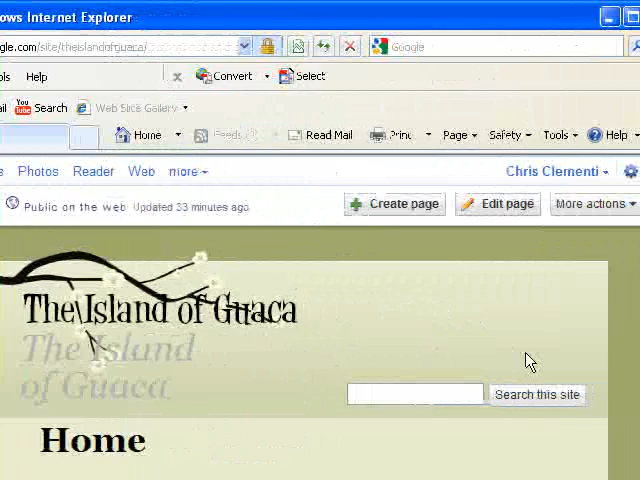 ows Internet Explorer
gle.com/site/theislandofguaca/
Google
ols Help
Convert Select
ail Search Web Slice Gallery
Home Feeds Read Mail Print Page Safety Tools Help
s Photos Reader Web more
Chris Clementi
Public on the web Updated 33 minutes ago
Create page Edit page More actions
The Island of Guaca
The Island
of Guaca
Search this site
Home